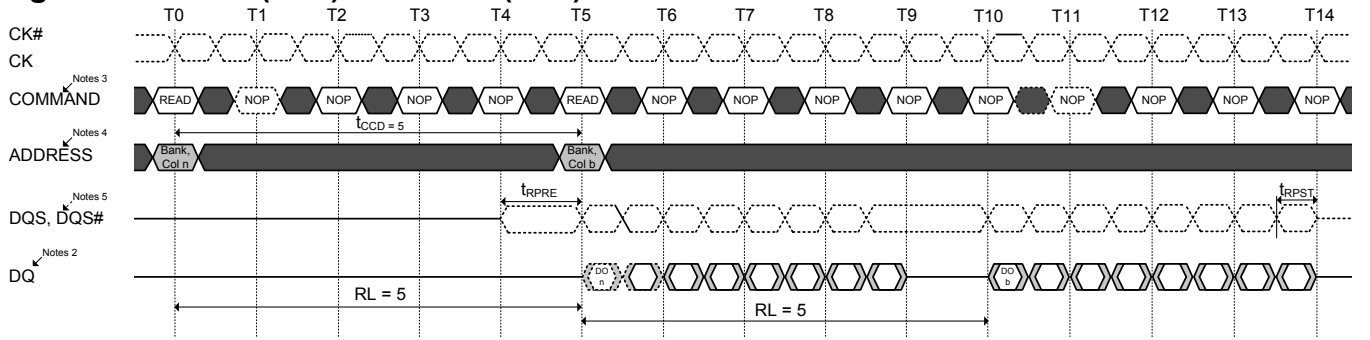 T0 T1 T2 T3 T4 T5 T6 T7 T8 T9 T10 T11 T12 T13 T14
CK#
CK
Notes 3
COMMAND READ NOP NOP NOP NOP READ NOP NOP NOP NOP NOP NOP NOP NOP NOP
tCCD = 5
Notes 4
ADDRESS
Bank, Col n
Bank, Col b
Notes 5
tRPRE
tRPST
DQS, DQS#
Notes 2
DQ
DO n
DO b
RL = 5
RL = 5